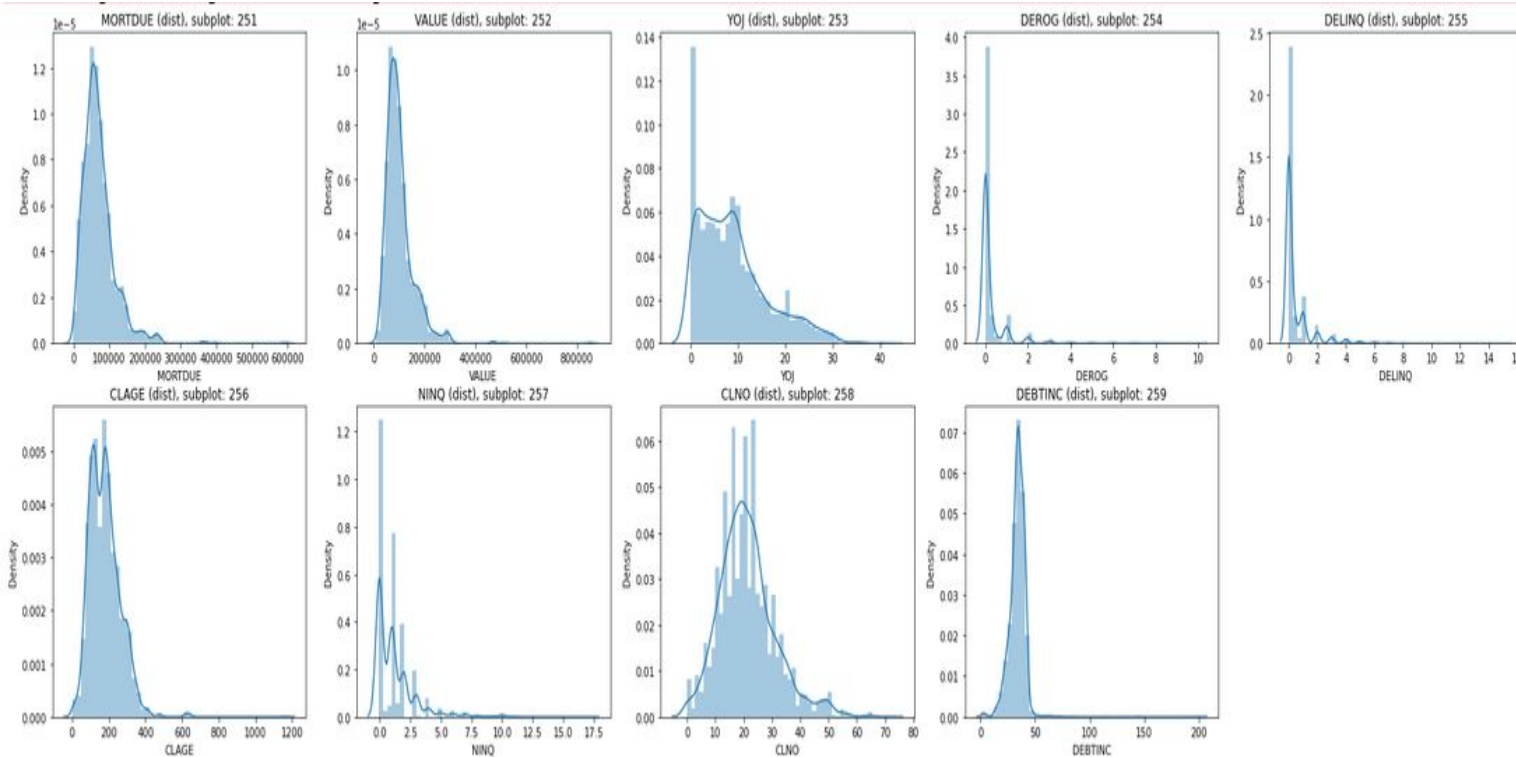 MORTDUE (dist), subplot: 251
1e-5
Density
0.0
0.2
0.4
0.6
0.8
1.0
1.2
0 100000 200000 300000 400000 500000 600000
MORTDUE
VALUE (dist), subplot: 252
1e-5
Density
0.0
0.2
0.4
0.6
0.8
1.0
0 200000 400000 600000 800000
VALUE
YOJ (dist), subplot: 253
Density
0.00
0.02
0.04
0.06
0.08
0.10
0.12
0.14
0 10 20 30 40
YOJ
DEROG (dist), subplot: 254
Density
0.0
0.5
1.0
1.5
2.0
2.5
3.0
3.5
4.0
0 2 4 6 8 10
DEROG
DELINQ (dist), subplot: 255
Density
0.0
0.5
1.0
1.5
2.0
2.5
0 2 4 6 8 10 12 14
DELINQ
CLAGE (dist), subplot: 256
Density
0.000
0.001
0.002
0.003
0.004
0.005
0 200 400 600 800 1000 1200
CLAGE
NINQ (dist), subplot: 257
Density
0.0
0.2
0.4
0.6
0.8
1.0
1.2
0.0 2.5 5.0 7.5 10.0 12.5 15.0 17.5
NINQ
CLNO (dist), subplot: 258
Density
0.00
0.01
0.02
0.03
0.04
0.05
0.06
0 10 20 30 40 50 60 70 80
CLNO
DEBTINC (dist), subplot: 259
Density
0.00
0.01
0.02
0.03
0.04
0.05
0.06
0.07
0 50 100 150 200
DEBTINC